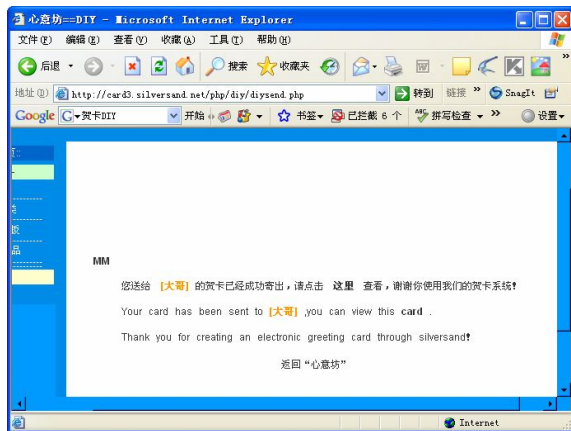 心意坊==DIY - Microsoft Internet Explorer
文件(F) 编辑(E) 查看(V) 收藏(A) 工具(T) 帮助(H)
后退 搜索 收藏夹
地址(D) http://card3.silversand.net/php/diy/diysend.php 转到 链接 » SnagIt
Google G 贺卡DIY 开始 书签 已拦截 6 个 ABC 拼写检查 » 设置
品
MM
您送给 [大哥] 的贺卡已经成功寄出，请点击 这里 查看，谢谢你使用我们的贺卡系统!
Your card has been sent to [大哥] ,you can view this card .
Thank you for creating an electronic greeting card through silversand!
返回“心意坊”
Internet